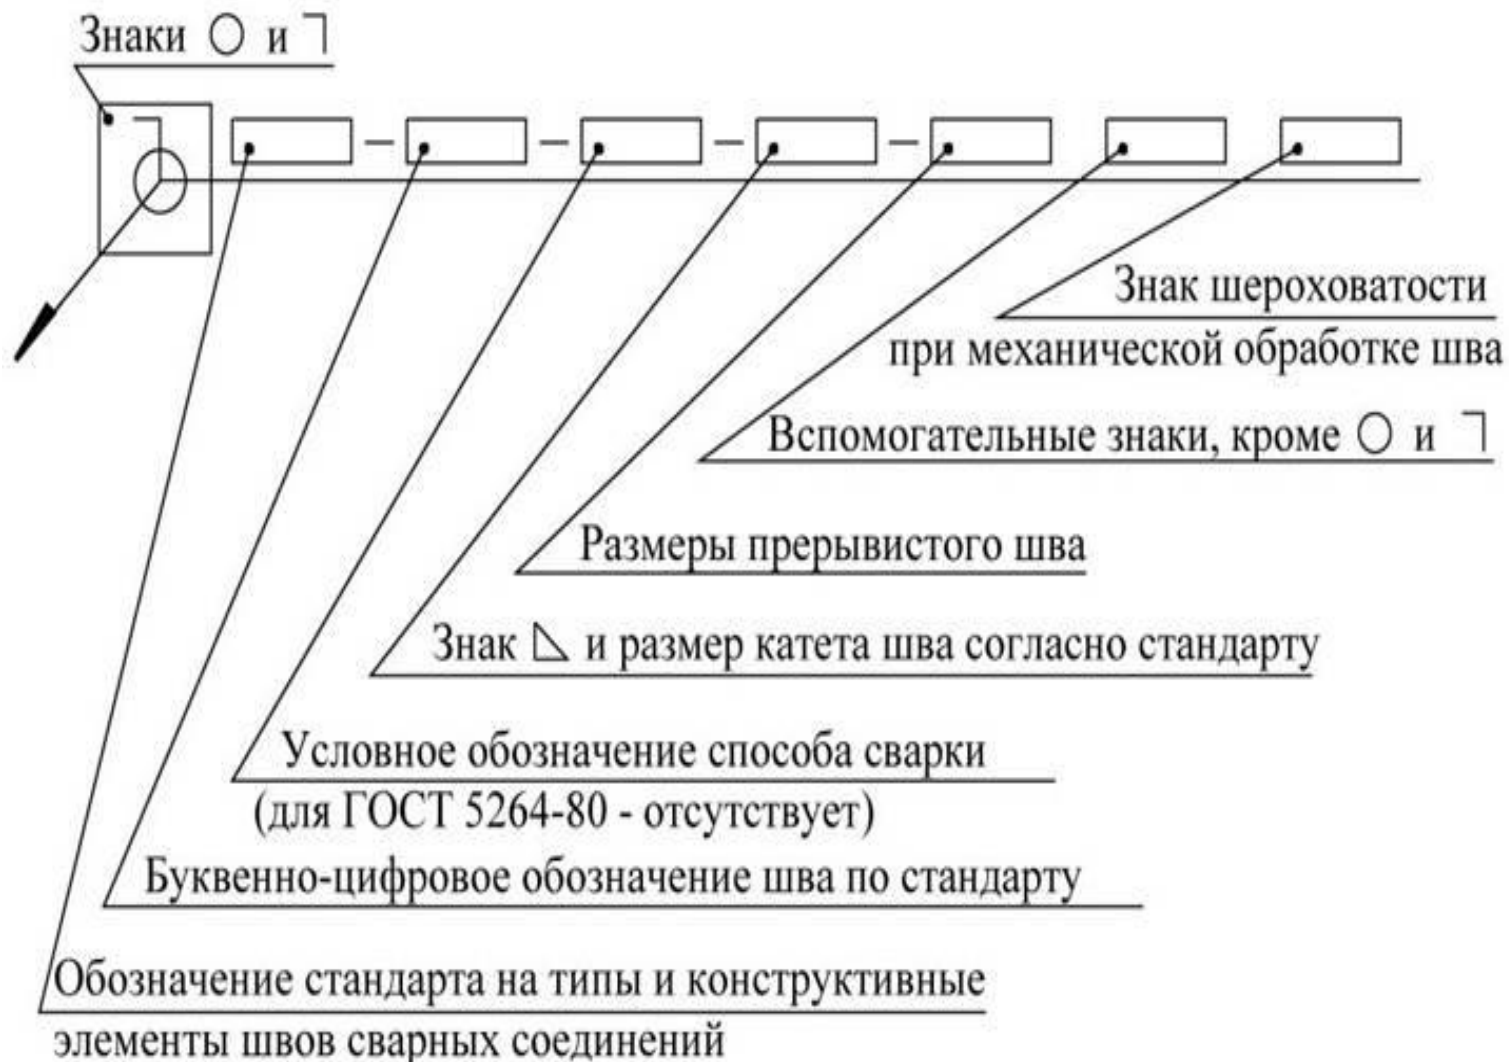 Знаки ○ и ┐
Знак шероховатости
при механической обработке шва
Вспомогательные знаки, кроме ○ и ┐
Размеры прерывистого шва
Знак ◺ и размер катета шва согласно стандарту
Условное обозначение способа сварки
(для ГОСТ 5264-80 - отсутствует)
Буквенно-цифровое обозначение шва по стандарту
Обозначение стандарта на типы и конструктивные
элементы швов сварных соединений